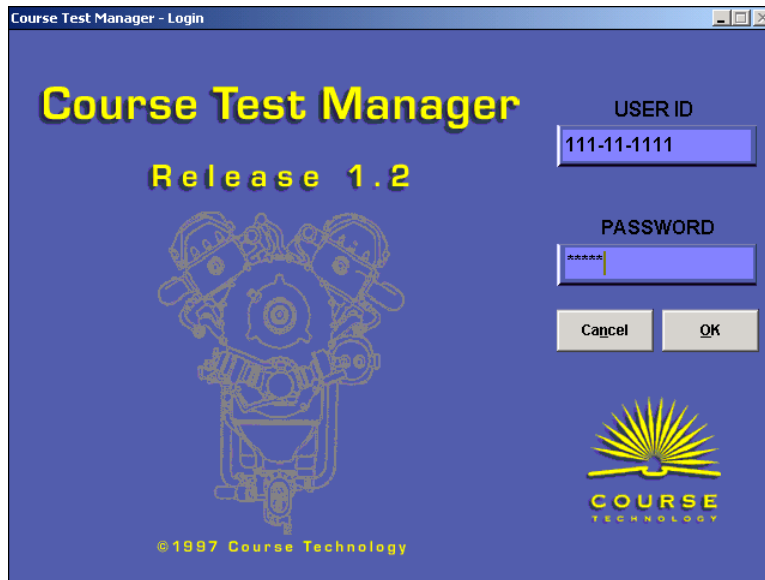 Course Test Manager - Login
Course Test Manager
Release 1.2
USER ID
111-11-1111
PASSWORD
*****
Cancel
OK
COURSE
TECHNOLOGY
©1997 Course Technology